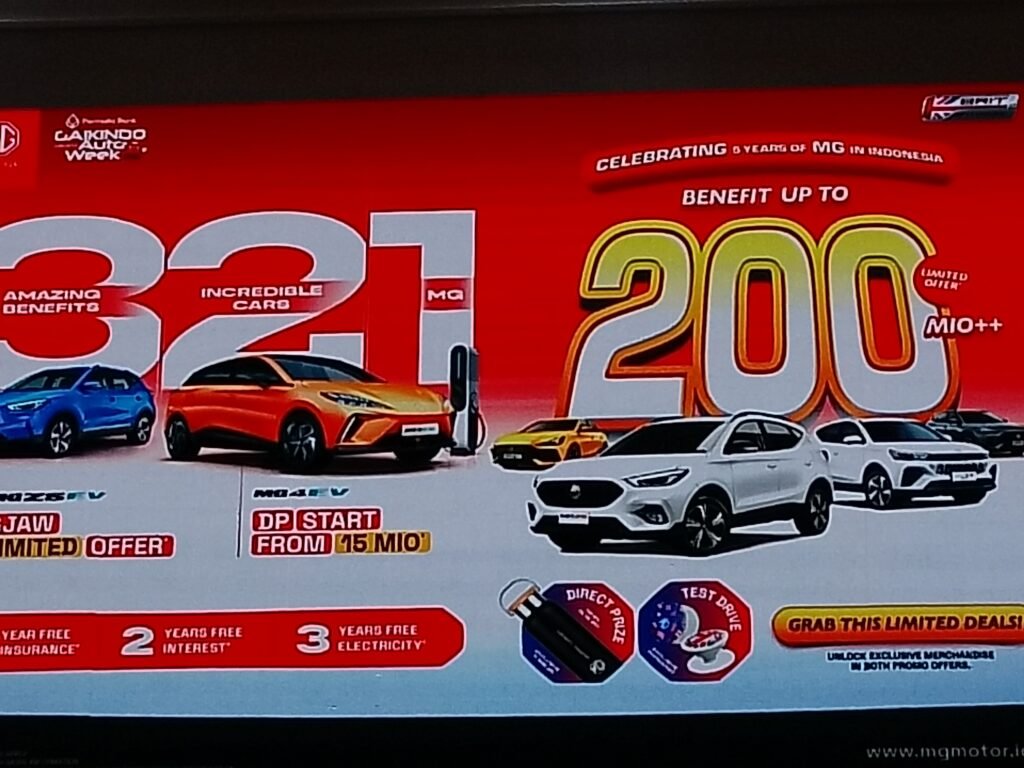 GAIKINDO
Auto
Week
CELEBRATING 5 YEARS OF MG IN INDONESIA
BENEFIT UP TO
321
AMAZING
BENEFITS
INCREDIBLE
CARS
MG
200
LIMITED
OFFER*
MIO++
MG4 EV
JAW
LIMITED OFFER*
DP START
FROM 15 MIO*
YEAR FREE
INSURANCE*
2 YEARS FREE
INTEREST*
3 YEARS FREE
ELECTRICITY*
DIRECT PRIZE
TEST DRIVE
GRAB THIS LIMITED DEALS!
UNLOCK EXCLUSIVE MERCHANDISE
IN BOTH PROMO OFFERS.
www.mgmotor.id